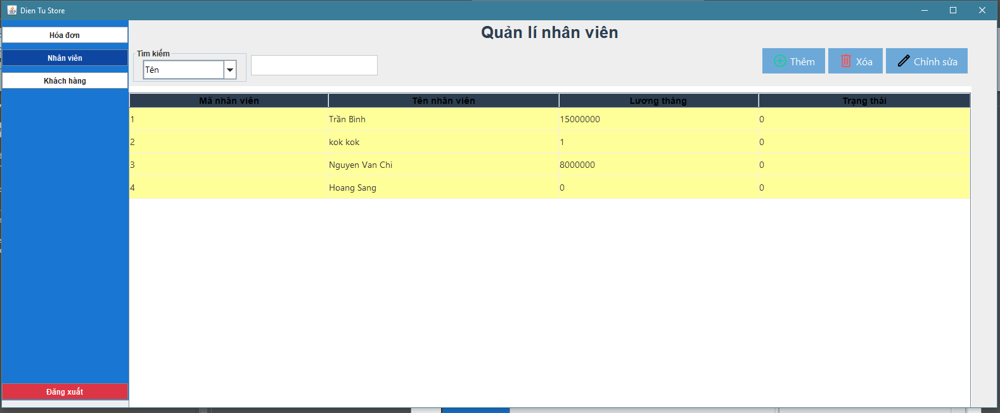 Dien Tu Store
Hóa đơn
Nhân viên
Khách hàng
Đăng xuất
Quản lí nhân viên
Tìm kiếm
Tên
Thêm
Xóa
Chỉnh sửa
Mã nhân viên Tên nhân viên Lương tháng Trạng thái
1 Trần Bình 15000000 0
2 kok kok 1 0
3 Nguyen Van Chi 8000000 0
4 Hoang Sang 0 0